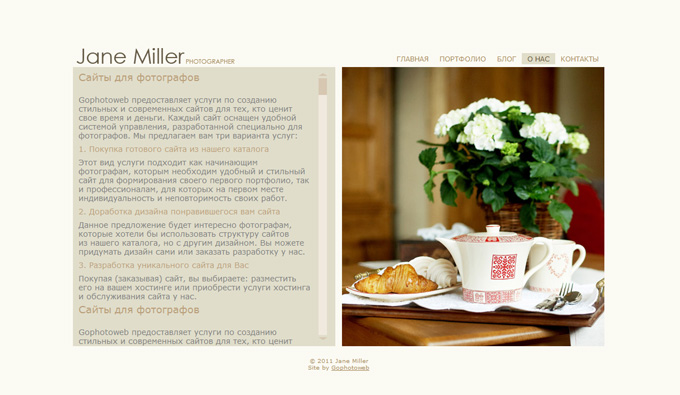 Jane Miller PHOTOGRAPHER
ГЛАВНАЯ ПОРТФОЛИО БЛОГ О НАС КОНТАКТЫ
Сайты для фотографов
Gophotoweb предоставляет услуги по созданию
стильных и современных сайтов для тех, кто ценит
свое время и деньги. Каждый сайт оснащен удобной
системой управления, разработанной специально для
фотографов. Мы предлагаем вам три варианта услуг:
1. Покупка готового сайта из нашего каталога
Этот вид услуги подходит как начинающим
фотографам, которым необходим удобный и стильный
сайт для формирования своего первого портфолио, так
и профессионалам, для которых на первом месте
индивидуальность и неповторимость своих работ.
2. Доработка дизайна понравившегося вам сайта
Данное предложение будет интересно фотографам,
которые хотели бы использовать структуру сайтов
из нашего каталога, но с другим дизайном. Вы можете
придумать дизайн сами или заказать разработку у нас.
3. Разработка уникального сайта для Вас
Покупая (заказывая) сайт, вы выбираете: разместить
его на вашем хостинге или приобрести услуги хостинга
и обслуживания сайта у нас.
Сайты для фотографов
Gophotoweb предоставляет услуги по созданию
стильных и современных сайтов для тех, кто ценит
© 2011 Jane Miller
Site by Gophotoweb